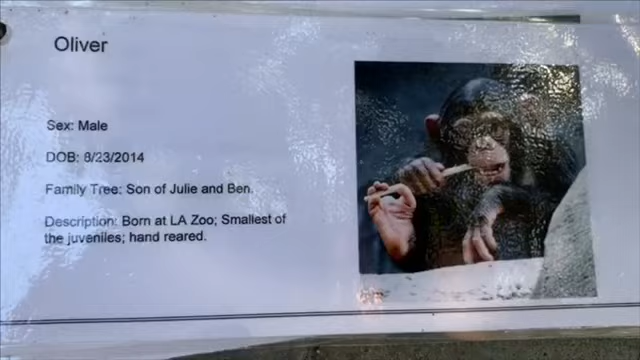 Oliver
Sex: Male
DOB: 8/23/2014
Family Tree: Son of Julie and Ben.
Description: Born at LA Zoo; Smallest of
the juveniles; hand reared.